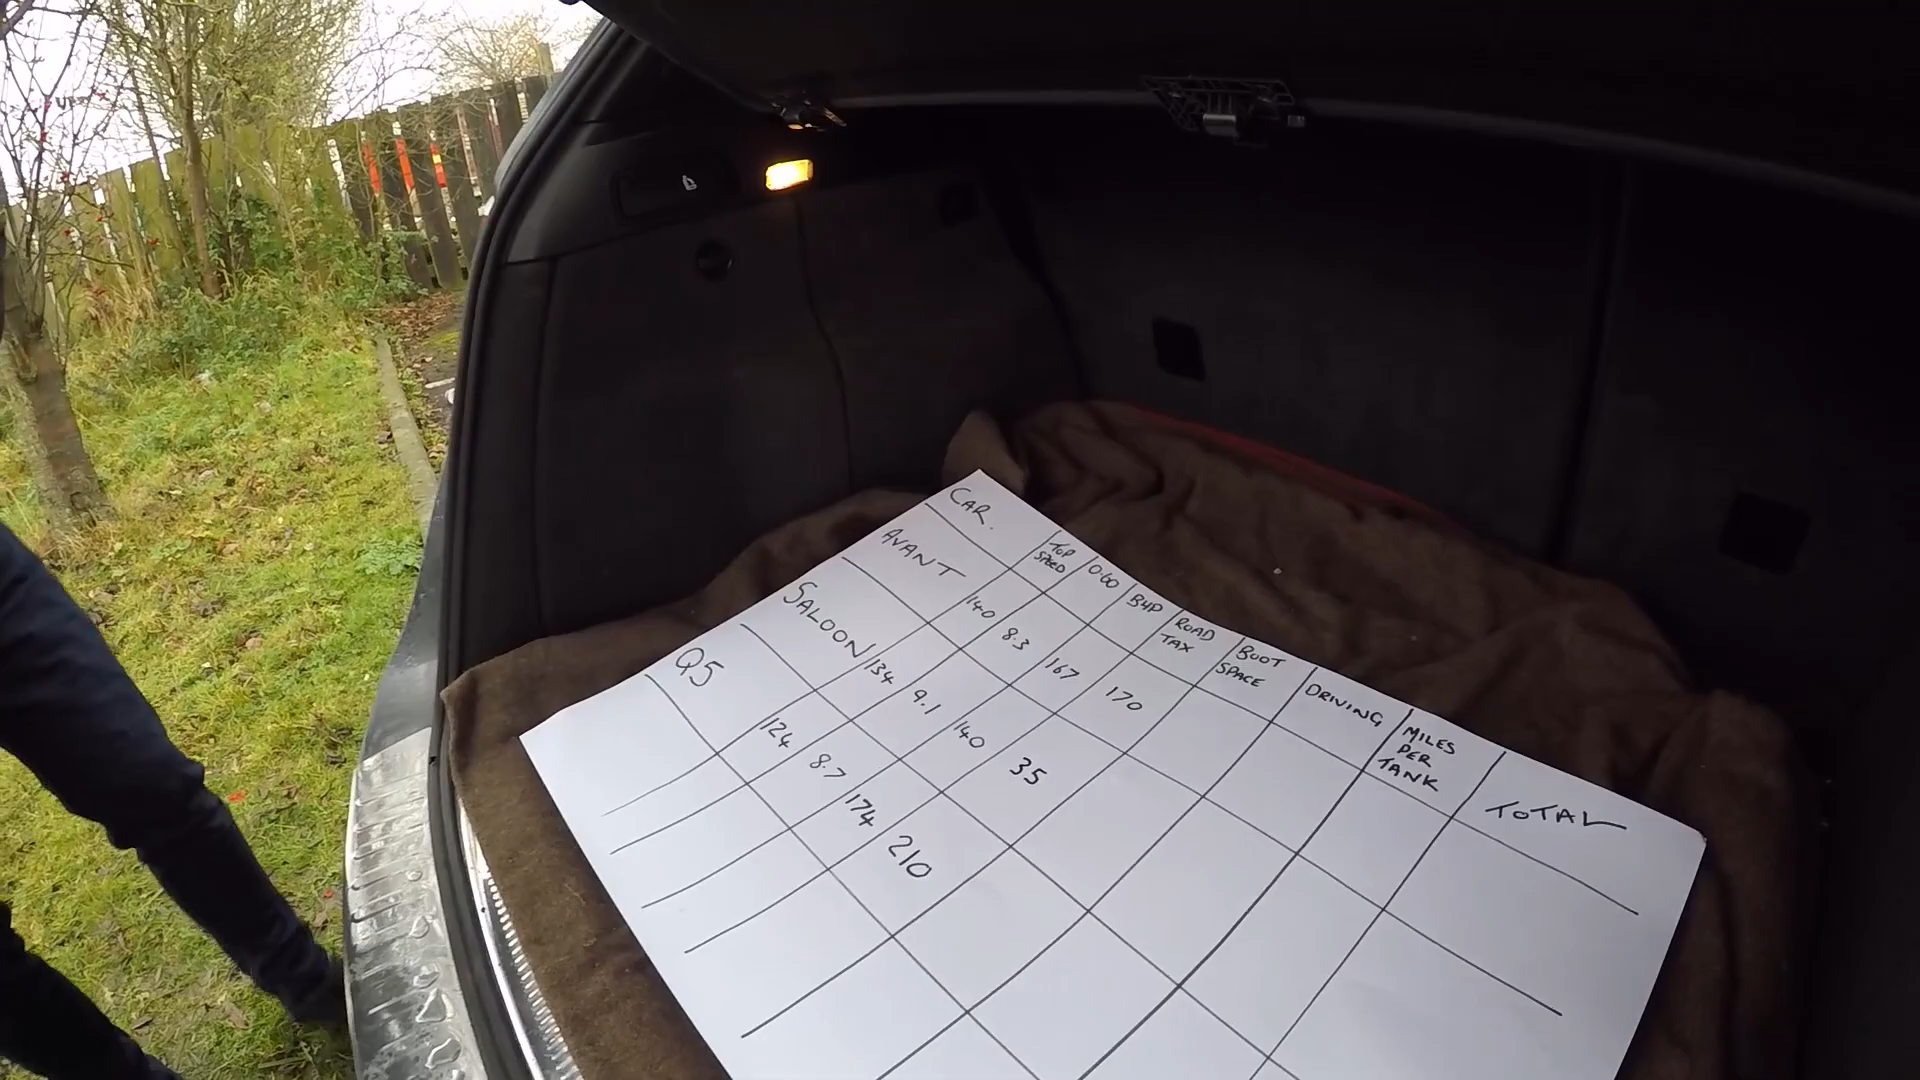 CAR. TOP SPEED 0-60 BHP ROAD TAX BOOT SPACE DRIVING MILES PER TANK TOTAL
AVANT 140 8.3 167 170
SALOON 134 9.1 140 35
Q5 124 8.7 174 210